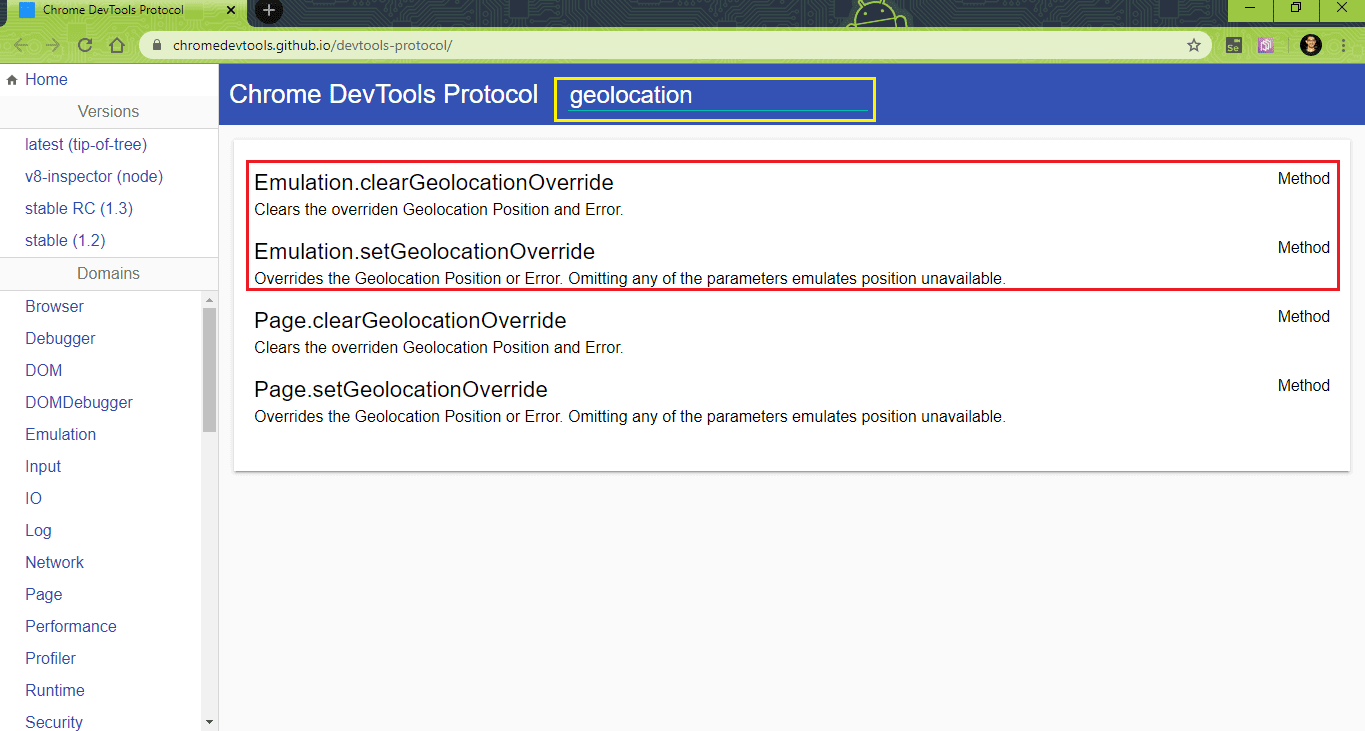 Chrome DevTools Protocol
chromedevtools.github.io/devtools-protocol/
Se
Home
Versions
latest (tip-of-tree)
v8-inspector (node)
stable RC (1.3)
stable (1.2)
Domains
Browser
Debugger
DOM
DOMDebugger
Emulation
Input
IO
Log
Network
Page
Performance
Profiler
Runtime
Security
Chrome DevTools Protocol geolocation
Emulation.clearGeolocationOverride Method
Clears the overriden Geolocation Position and Error.
Emulation.setGeolocationOverride Method
Overrides the Geolocation Position or Error. Omitting any of the parameters emulates position unavailable.
Page.clearGeolocationOverride Method
Clears the overriden Geolocation Position and Error.
Page.setGeolocationOverride Method
Overrides the Geolocation Position or Error. Omitting any of the parameters emulates position unavailable.